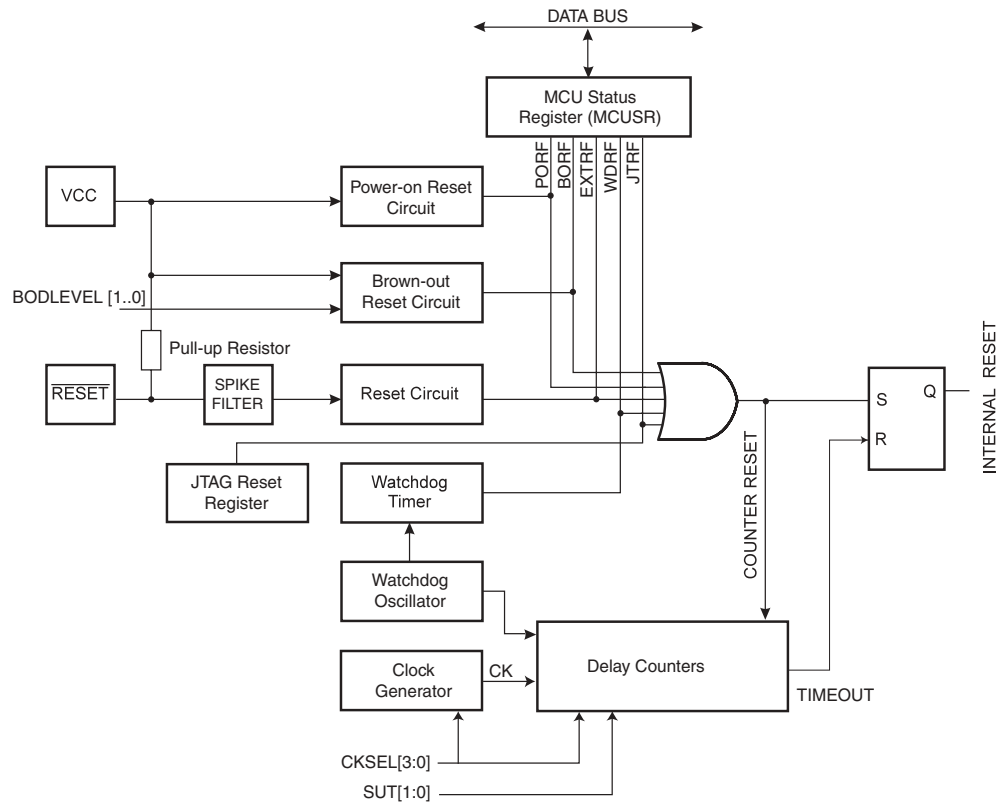 DATA BUS
MCU Status
Register (MCUSR)
PORF
BORF
EXTRF
WDRF
JTRF
VCC
Power-on Reset
Circuit
Brown-out
Reset Circuit
BODLEVEL [1..0]
Pull-up Resistor
RESET
SPIKE
FILTER
Reset Circuit
S
Q
R
INTERNAL RESET
JTAG Reset
Register
Watchdog
Timer
COUNTER RESET
Watchdog
Oscillator
Clock
Generator
CK
Delay Counters
TIMEOUT
CKSEL[3:0]
SUT[1:0]